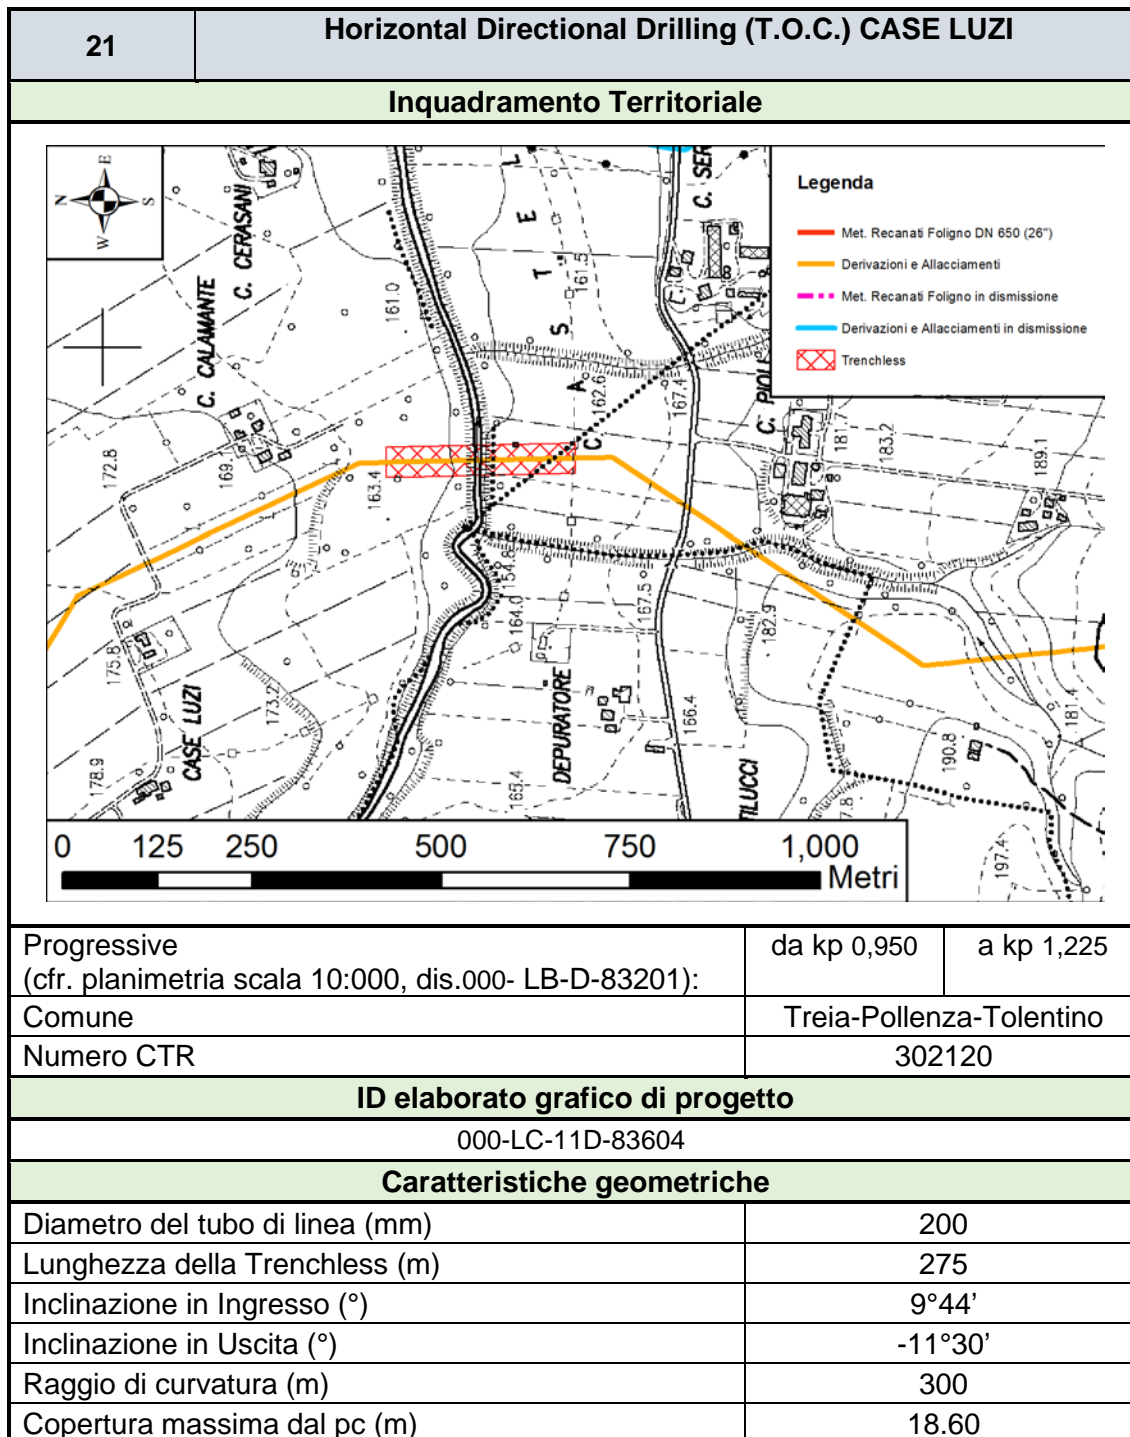 21
Horizontal Directional Drilling (T.O.C.) CASE LUZI
Inquadramento Territoriale
N
E
S
W
Legenda
Met. Recanati Foligno DN 650 (26")
Derivazioni e Allacciamenti
Met. Recanati Foligno in dismissione
Derivazioni e Allacciamenti in dismissione
Trenchless
C. CERASANI
C. CALAMANTE
C. SER
C. PIOLI
C A S T E L
161.0
161.5
162.6
167.4
181.
183.2
189.1
172.8
169.
163.4
154.8
164.0
167.5
182.9
175.8
173.2
178.9
CASE LUZI
DEPURATORE
165.4
166.4
TILUCCI
7.8
190.8
181.4
197.4
0 125 250 500 750 1,000
Metri
Progressive
(cfr. planimetria scala 10:000, dis.000- LB-D-83201):
da kp 0,950
a kp 1,225
Comune
Treia-Pollenza-Tolentino
Numero CTR
302120
ID elaborato grafico di progetto
000-LC-11D-83604
Caratteristiche geometriche
Diametro del tubo di linea (mm)
200
Lunghezza della Trenchless (m)
275
Inclinazione in Ingresso (°)
9°44’
Inclinazione in Uscita (°)
-11°30’
Raggio di curvatura (m)
300
Copertura massima dal pc (m)
18.60